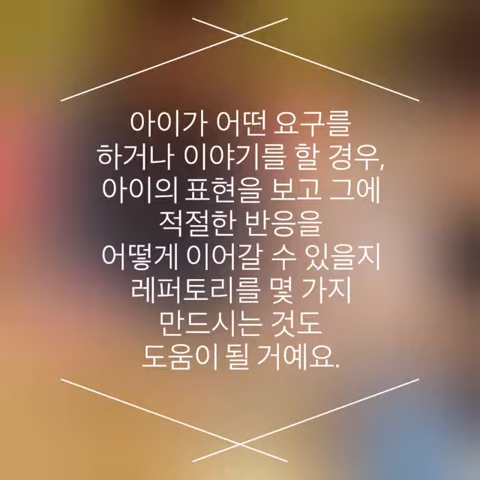 아이가 어떤 요구를
하거나 이야기를 할 경우,
아이의 표현을 보고 그에
적절한 반응을
어떻게 이어갈 수 있을지
레퍼토리를 몇 가지
만드시는 것도
도움이 될 거예요.